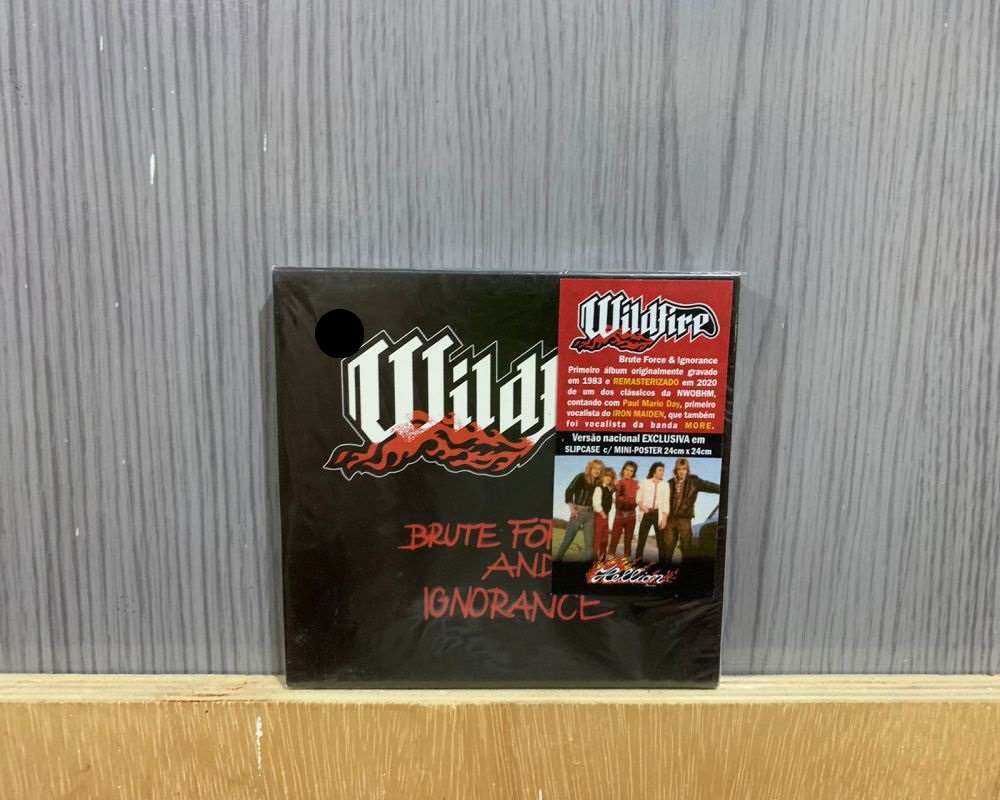 Wild
BRUTE FOR
AND
IGNORANCE
Wildfire
Brute Force & Ignorance
Primeiro álbum originalmente gravado
em 1983 e REMASTERIZADO em 2020
de um dos clássicos da NWOBHM,
contando com Paul Mario Day, primeiro
vocalista do IRON MAIDEN, que também
foi vocalista da banda MORE.
Versão nacional EXCLUSIVA em
SLIPCASE c/ MINI-POSTER 24cm x 24cm
Hellion